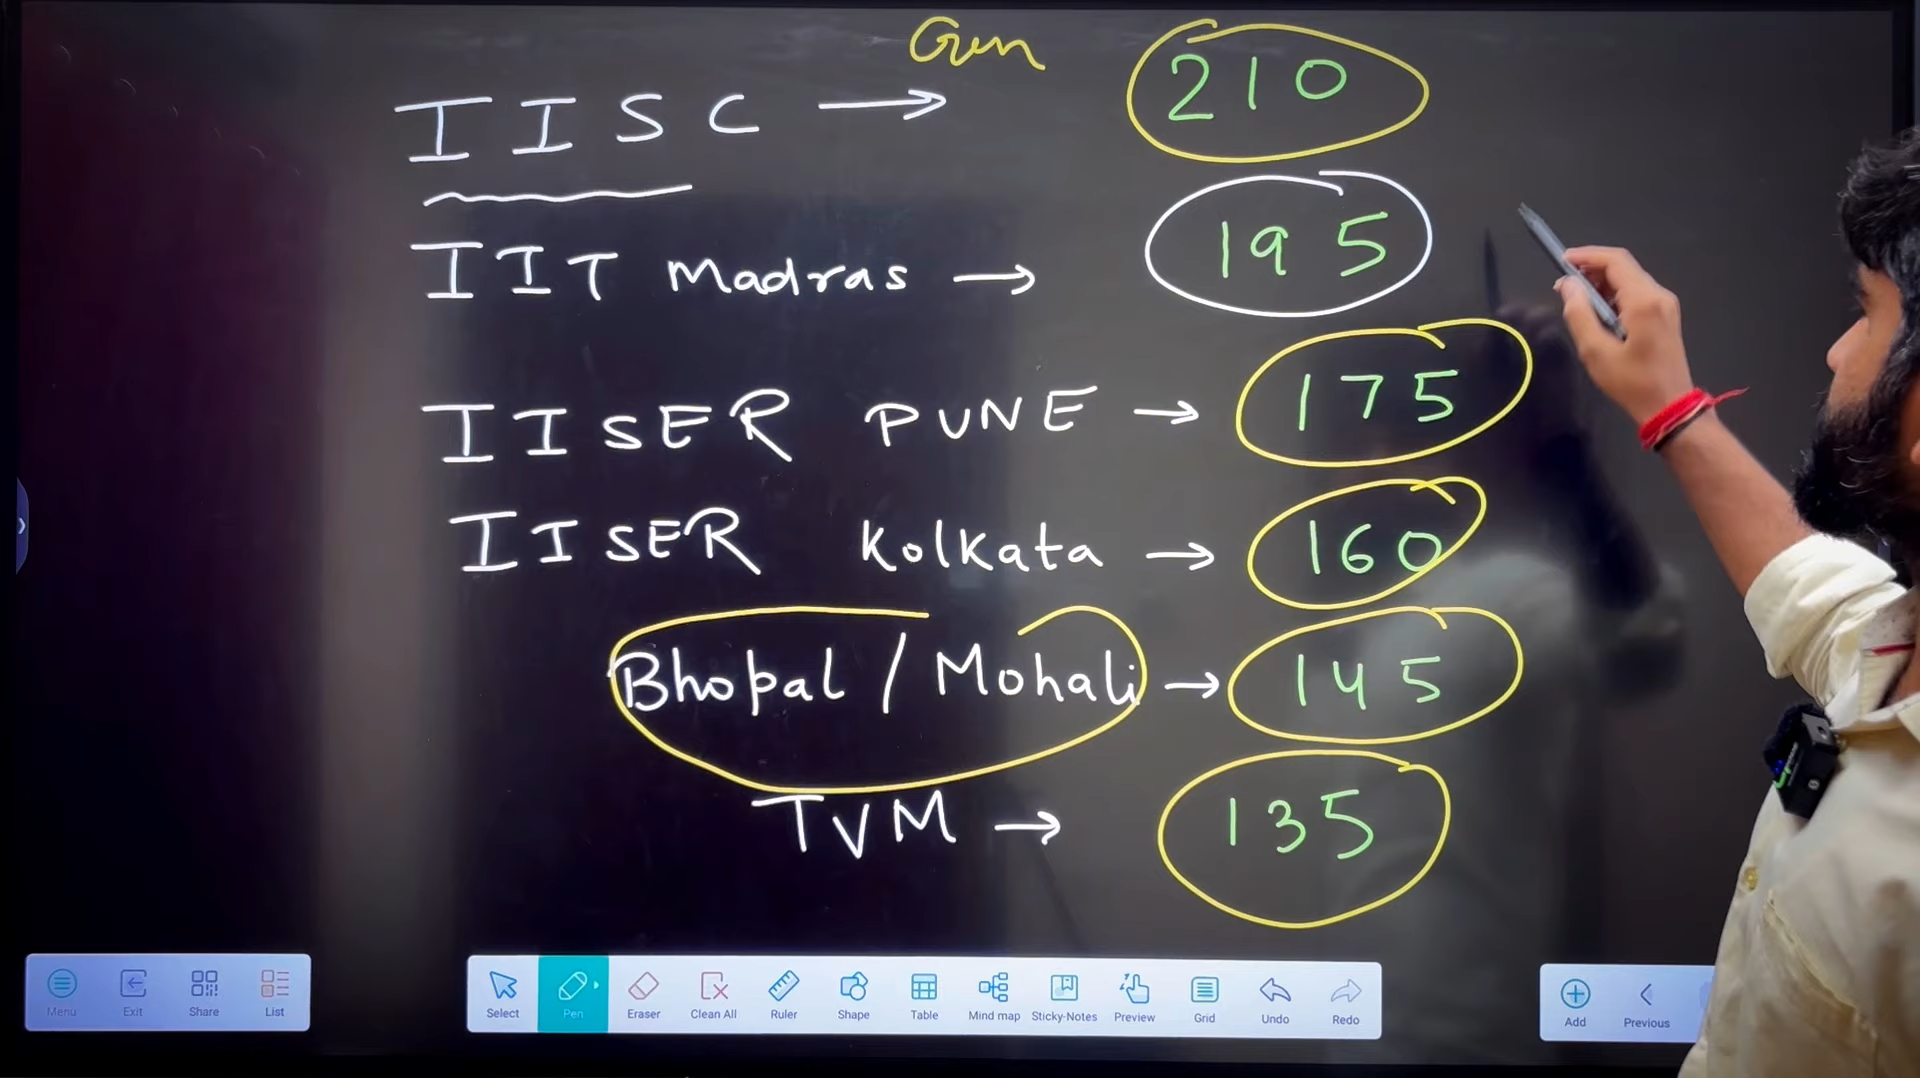 Gen
IISC → 210
IIT Madras → 195
IISER PUNE → 175
IISER Kolkata → 160
Bhopal / Mohali → 145
TVM → 135
Menu Exit Share List Select Pen Eraser Clean All Ruler Shape Table Mind map Sticky-Notes Preview Grid Undo Redo Add Previous